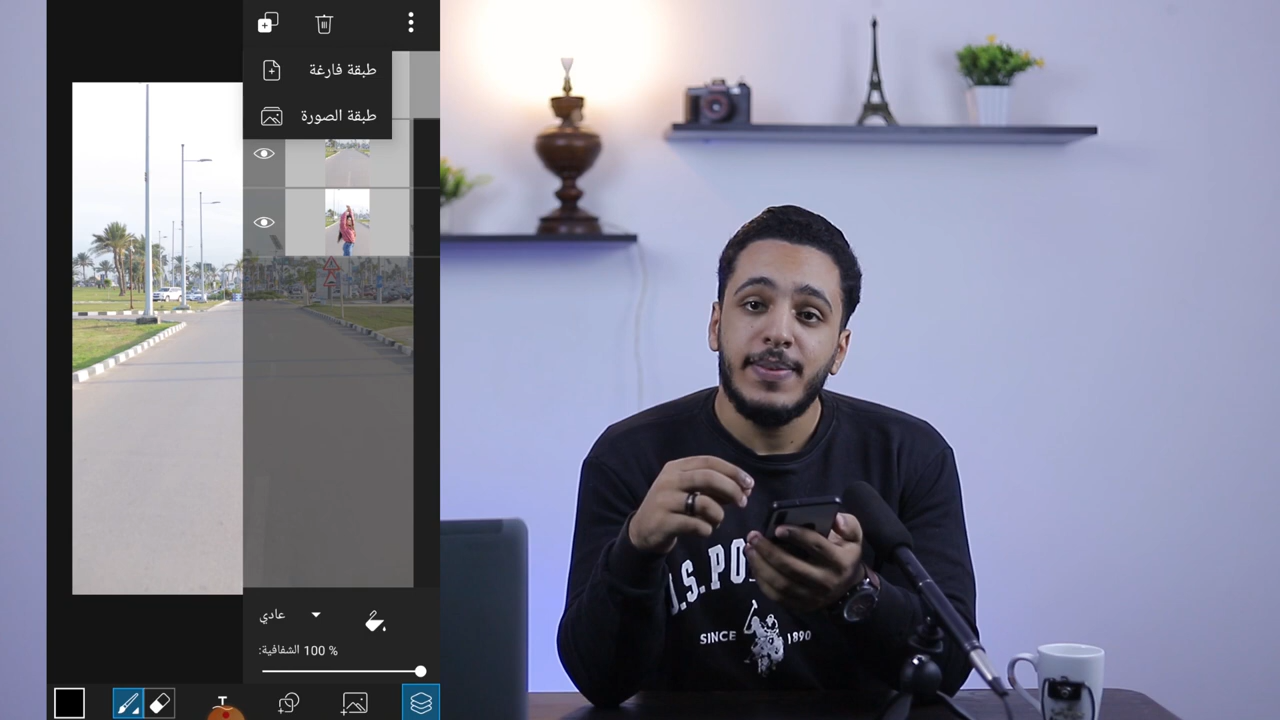 طبقة فارغة
طبقة الصورة
عادي
الشفافية: 100 %
U.S. PO
SINCE 1890